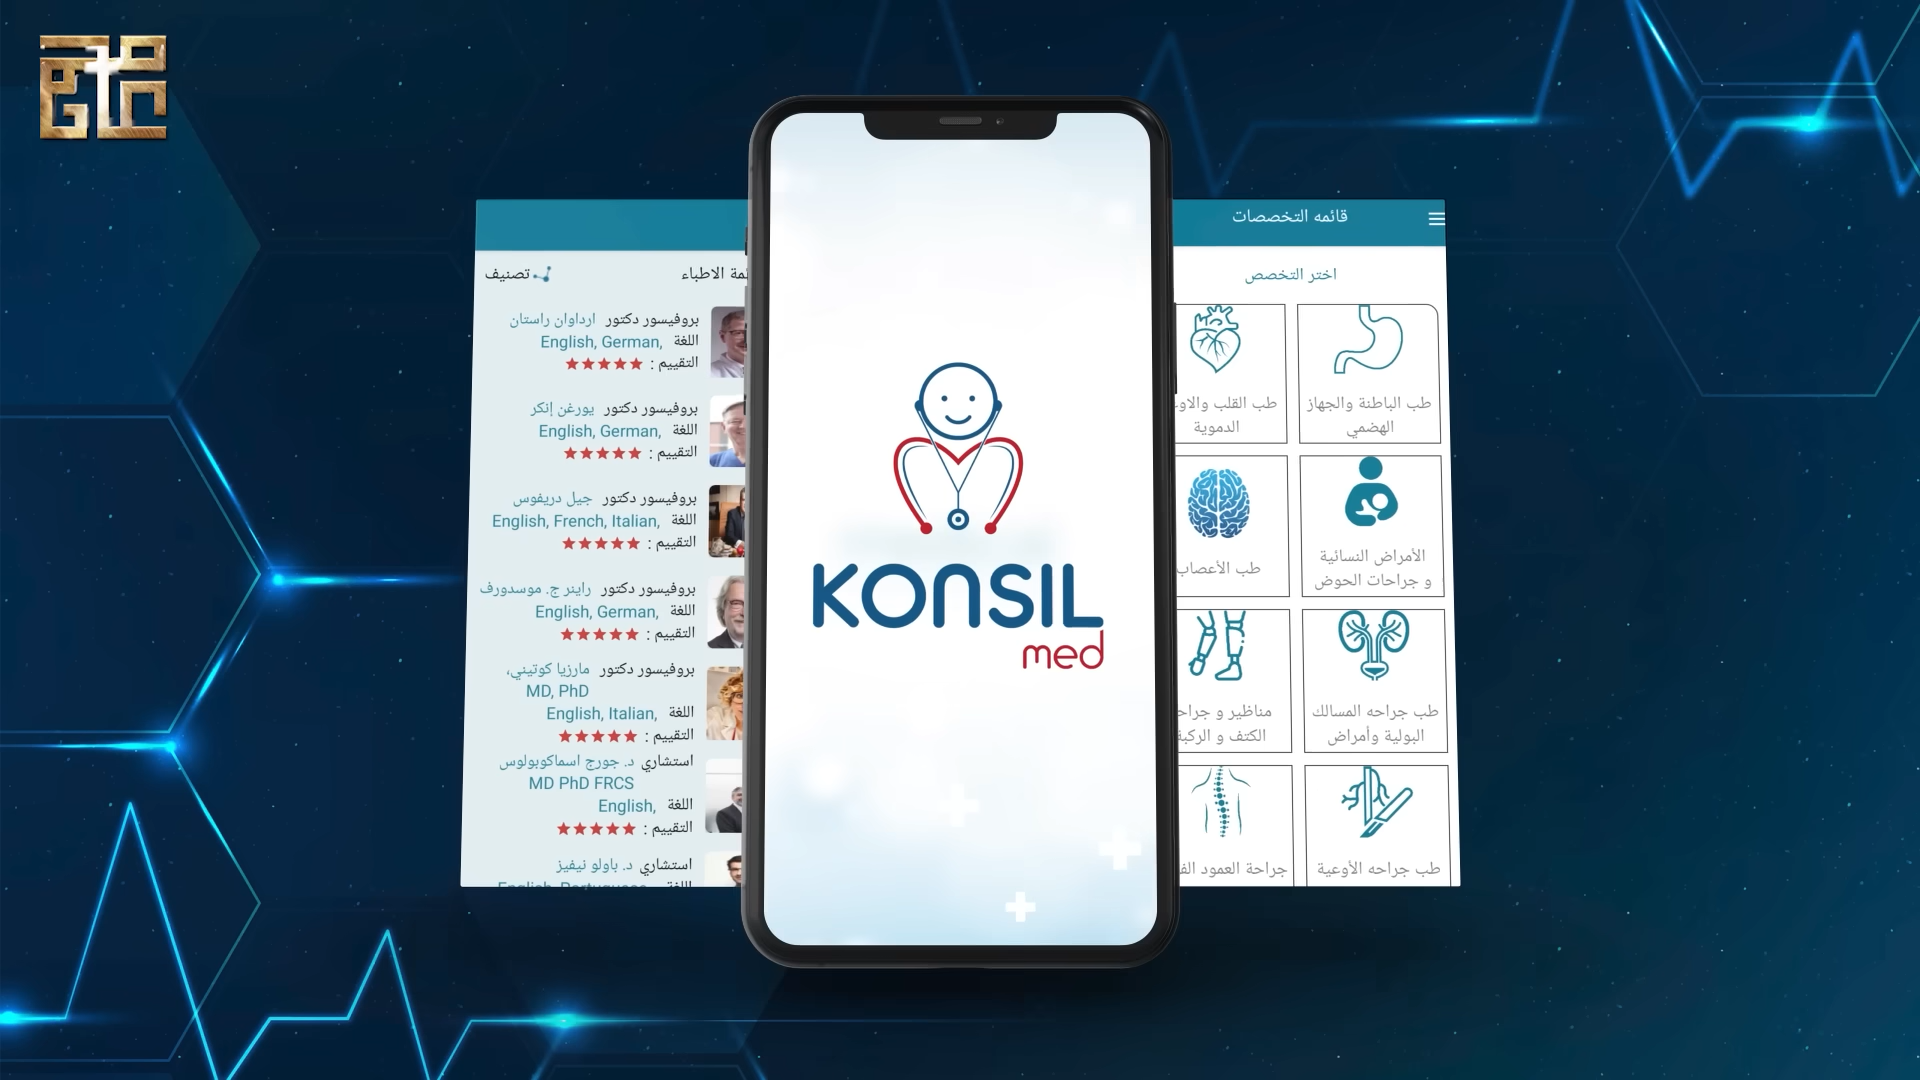 قائمه التخصصات
اختر التخصص
طب الباطنة والجهاز
الهضمي
طب القلب والاو
الدموية
الأمراض النسائية
و جراحات الحوض
طب الأعصاب
طب جراحه المسالك
البولية وأمراض
مناظير و جراح
الكتف و الركبة
طب جراحه الأوعية
جراحة العمود الف
KONSIL
med
ئمة الاطباء
تصنيف
بروفيسور دكتور ارداوان راستان
اللغة English, German,
التقييم :
بروفيسور دكتور يورغن إنكر
اللغة English, German,
التقييم :
بروفيسور دكتور جيل دريفوس
اللغة English, French, Italian,
التقييم :
بروفيسور دكتور راينر ج. موسدورف
اللغة English, German,
التقييم :
بروفيسور دكتور مارزيا كوتيني،
MD, PhD
اللغة English, Italian,
التقييم :
استشاري د. جورج اسماكوبولوس
MD PhD FRCS
اللغة English,
التقييم :
استشاري د. باولو نيفيز
اللغة English, Portuguese,